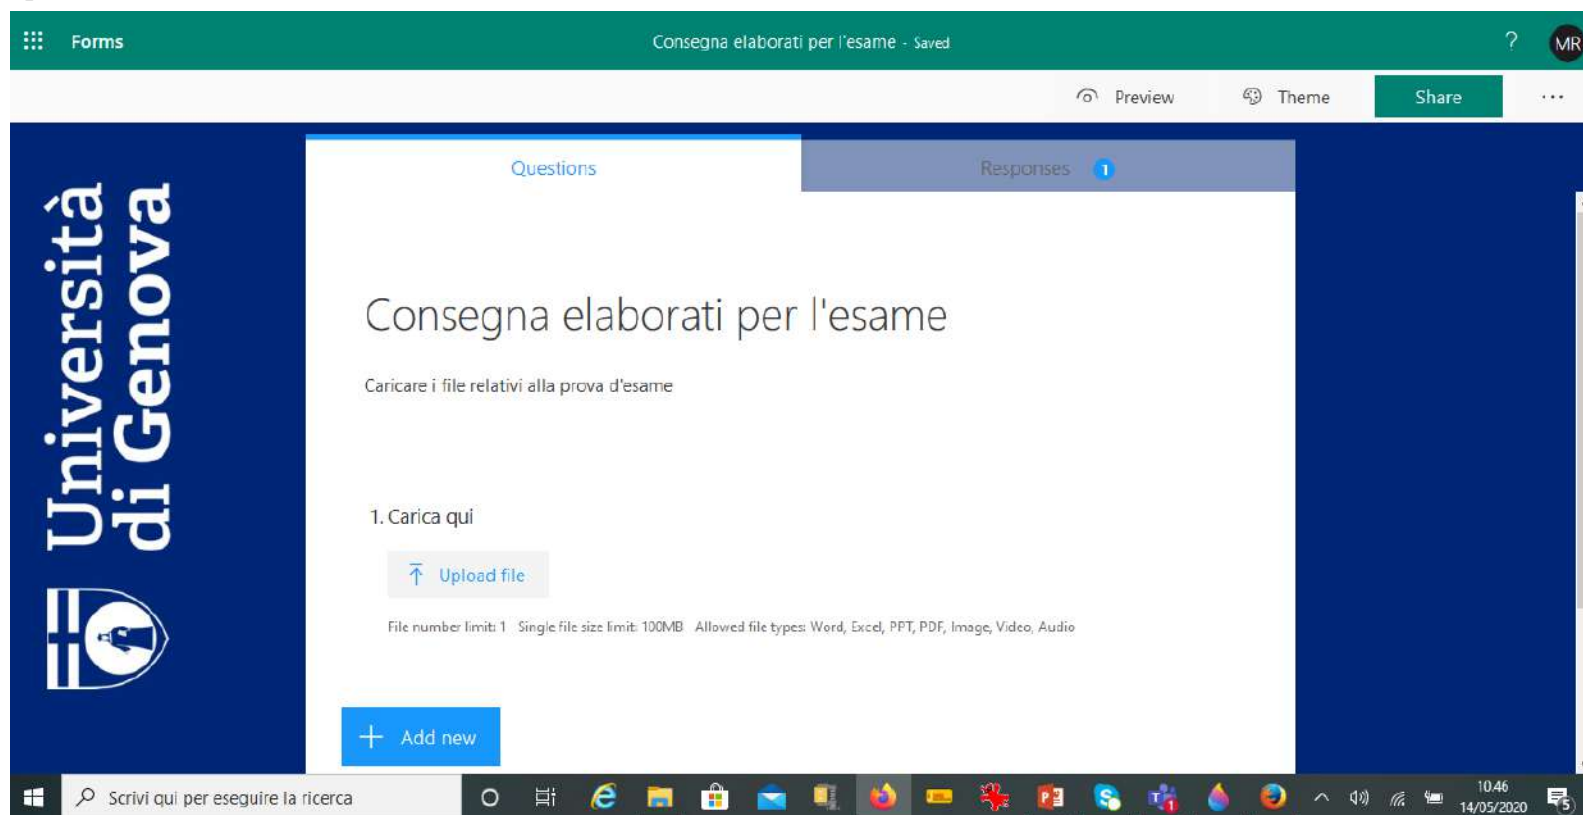 Forms
Consegna elaborati per l'esame - Saved
?
MR
Preview
Theme
Share
...
Questions
Responses 1
Università
di Genova
Consegna elaborati per l'esame
Caricare i file relativi alla prova d'esame
1. Carica qui
Upload file
File number limit: 1 Single file size limit: 100MB Allowed file types: Word, Excel, PPT, PDF, Image, Video, Audio
+ Add new
Scrivi qui per eseguire la ricerca
10:46
14/05/2020
5